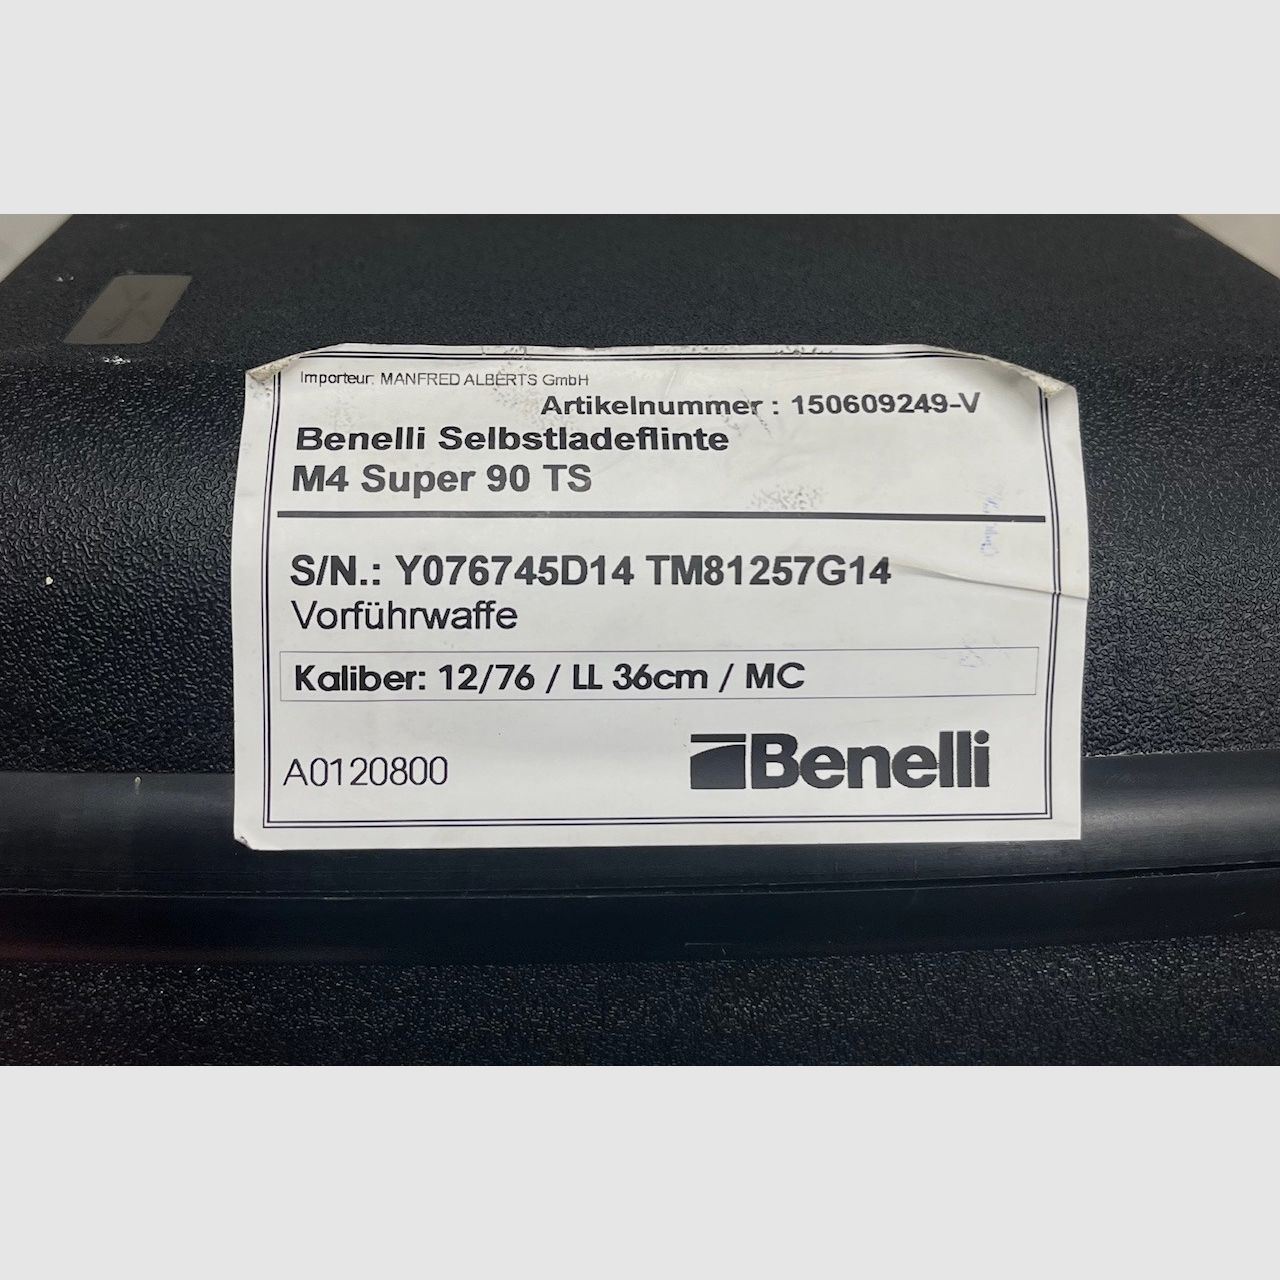 Importeur: MANFRED ALBERTS GmbH
Artikelnummer : 150609249-V
Benelli Selbstladeflinte
M4 Super 90 TS
S/N.: Y076745D14 TM81257G14
Vorführwaffe
Kaliber: 12/76 / LL 36cm / MC
A0120800
Benelli